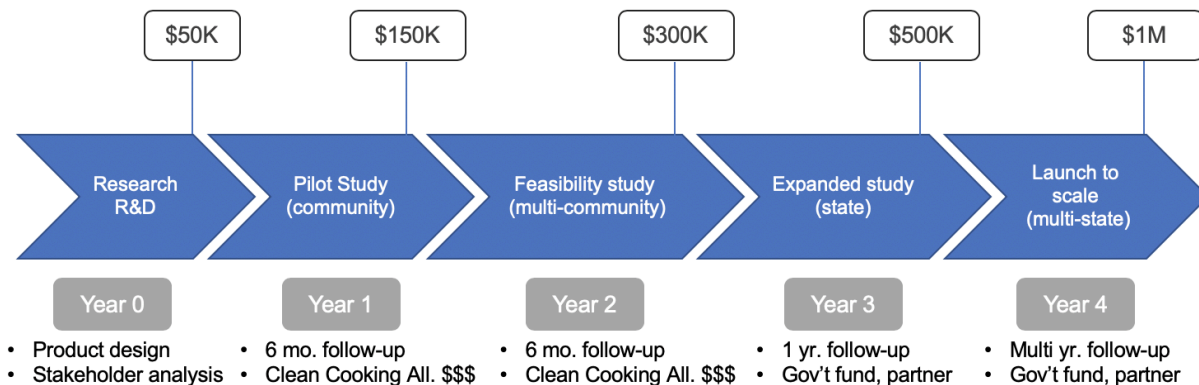 $50K
$150K
$300K
$500K
$1M
Research
R&D
Pilot Study
(community)
Feasibility study
(multi-community)
Expanded study
(state)
Launch to
scale
(multi-state)
Year 0
Year 1
Year 2
Year 3
Year 4
• Product design
• Stakeholder analysis
• 6 mo. follow-up
• Clean Cooking All. $$$
• 6 mo. follow-up
• Clean Cooking All. $$$
• 1 yr. follow-up
• Gov’t fund, partner
• Multi yr. follow-up
• Gov’t fund, partner